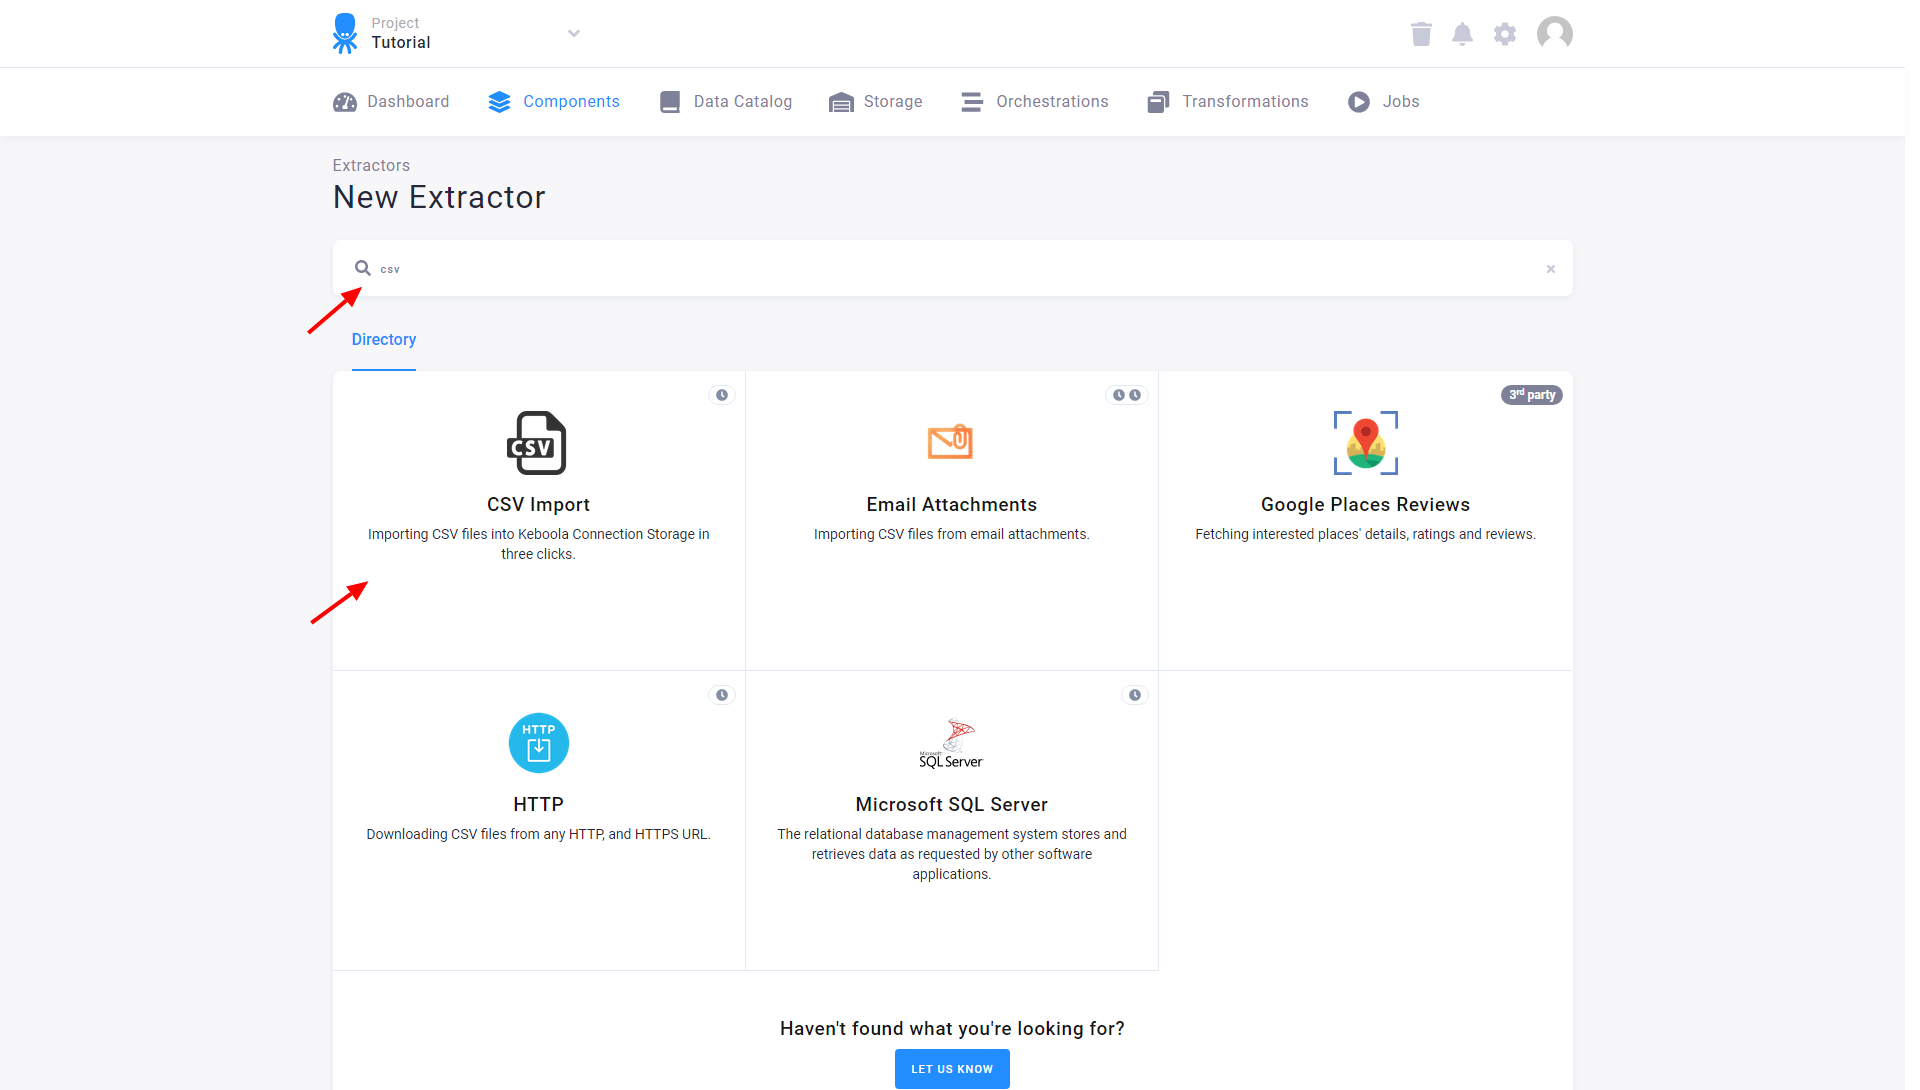 Project
Tutorial
Dashboard
Components
Data Catalog
Storage
Orchestrations
Transformations
Jobs
Extractors
New Extractor
csv
Directory
3rd party
CSV
CSV Import
Importing CSV files into Keboola Connection Storage in
three clicks.
Email Attachments
Importing CSV files from email attachments.
Google Places Reviews
Fetching interested places' details, ratings and reviews.
HTTP
HTTP
Downloading CSV files from any HTTP, and HTTPS URL.
Microsoft
SQL Server
Microsoft SQL Server
The relational database management system stores and
retrieves data as requested by other software
applications.
Haven't found what you're looking for?
LET US KNOW